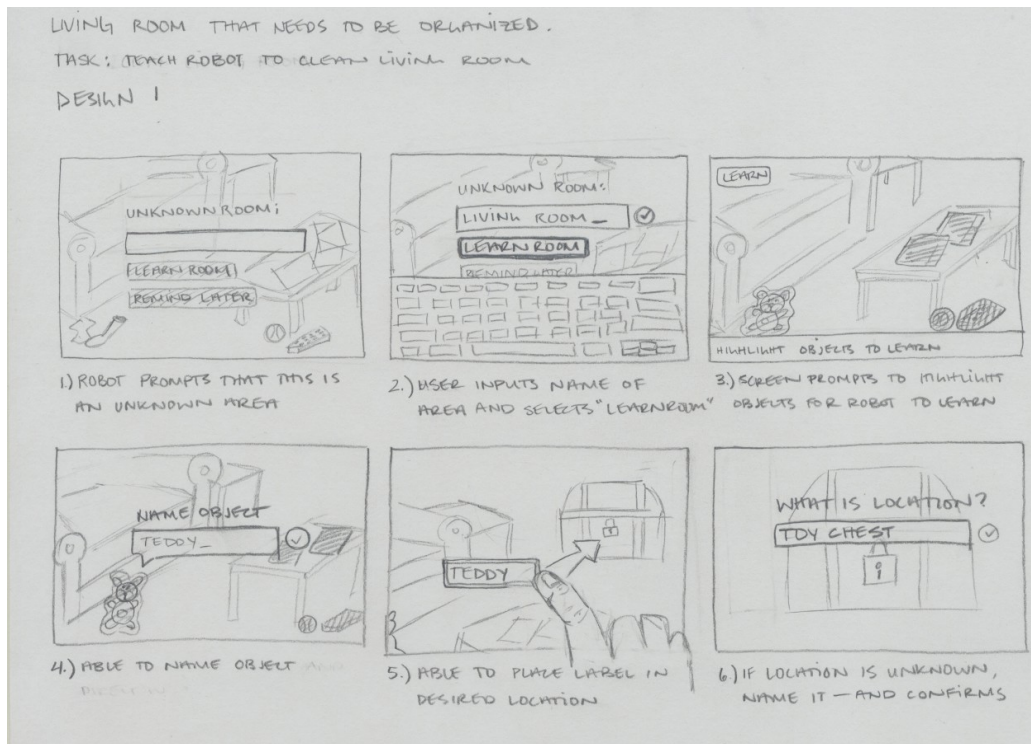 LIVING ROOM THAT NEEDS TO BE ORGANIZED.
TASK: TEACH ROBOT TO CLEAN LIVING ROOM
DESIGN 1
UNKNOWN ROOM:
LEARN ROOM
REMIND LATER
1.) ROBOT PROMPTS THAT THIS IS
AN UNKNOWN AREA
UNKNOWN ROOM:
LIVING ROOM_
LEARN ROOM
REMIND LATER
2.) USER INPUTS NAME OF
AREA AND SELECTS "LEARNROOM"
LEARN
HIGHLIGHT OBJECTS TO LEARN
3.) SCREEN PROMPTS TO HIGHLIGHT
OBJECTS FOR ROBOT TO LEARN
NAME OBJECT
TEDDY_
4.) ABLE TO NAME OBJECT AND
TEDDY
5.) ABLE TO PLACE LABEL IN
DESIRED LOCATION
WHAT IS LOCATION?
TOY CHEST
6.) IF LOCATION IS UNKNOWN,
NAME IT — AND CONFIRMS